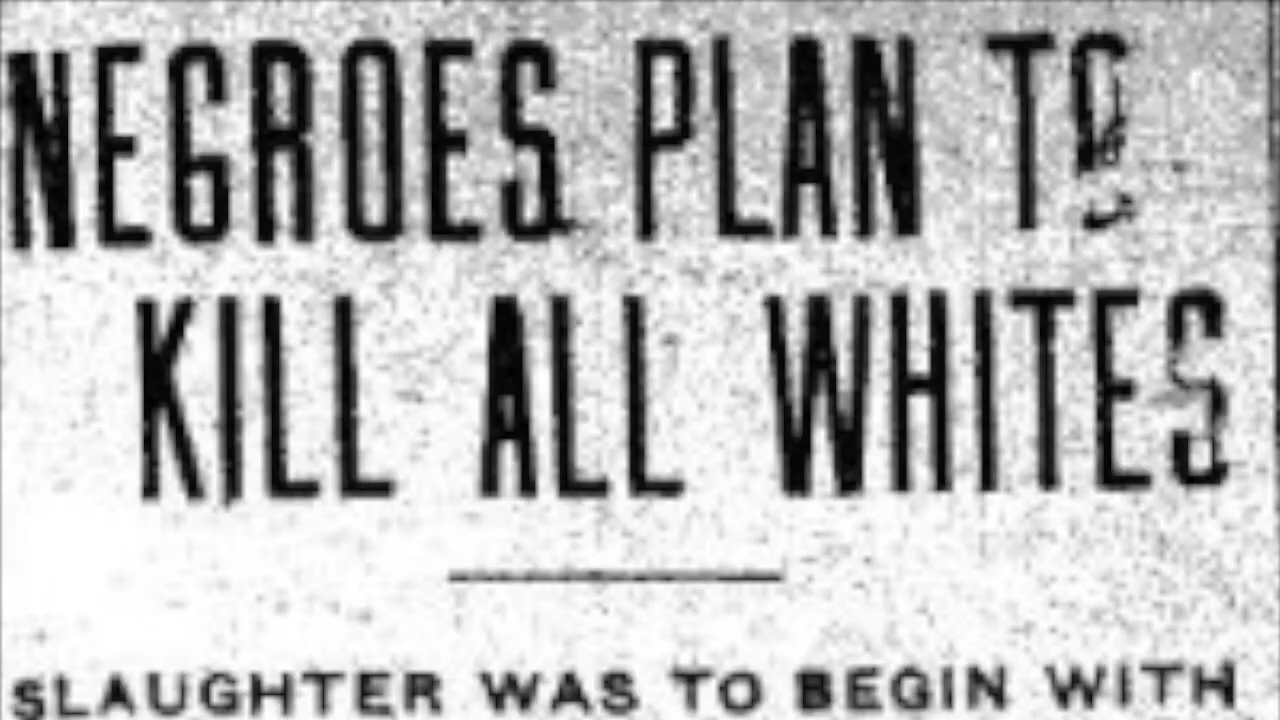 NEGROES PLAN TO
KILL ALL WHITES
SLAUGHTER WAS TO BEGIN WITH